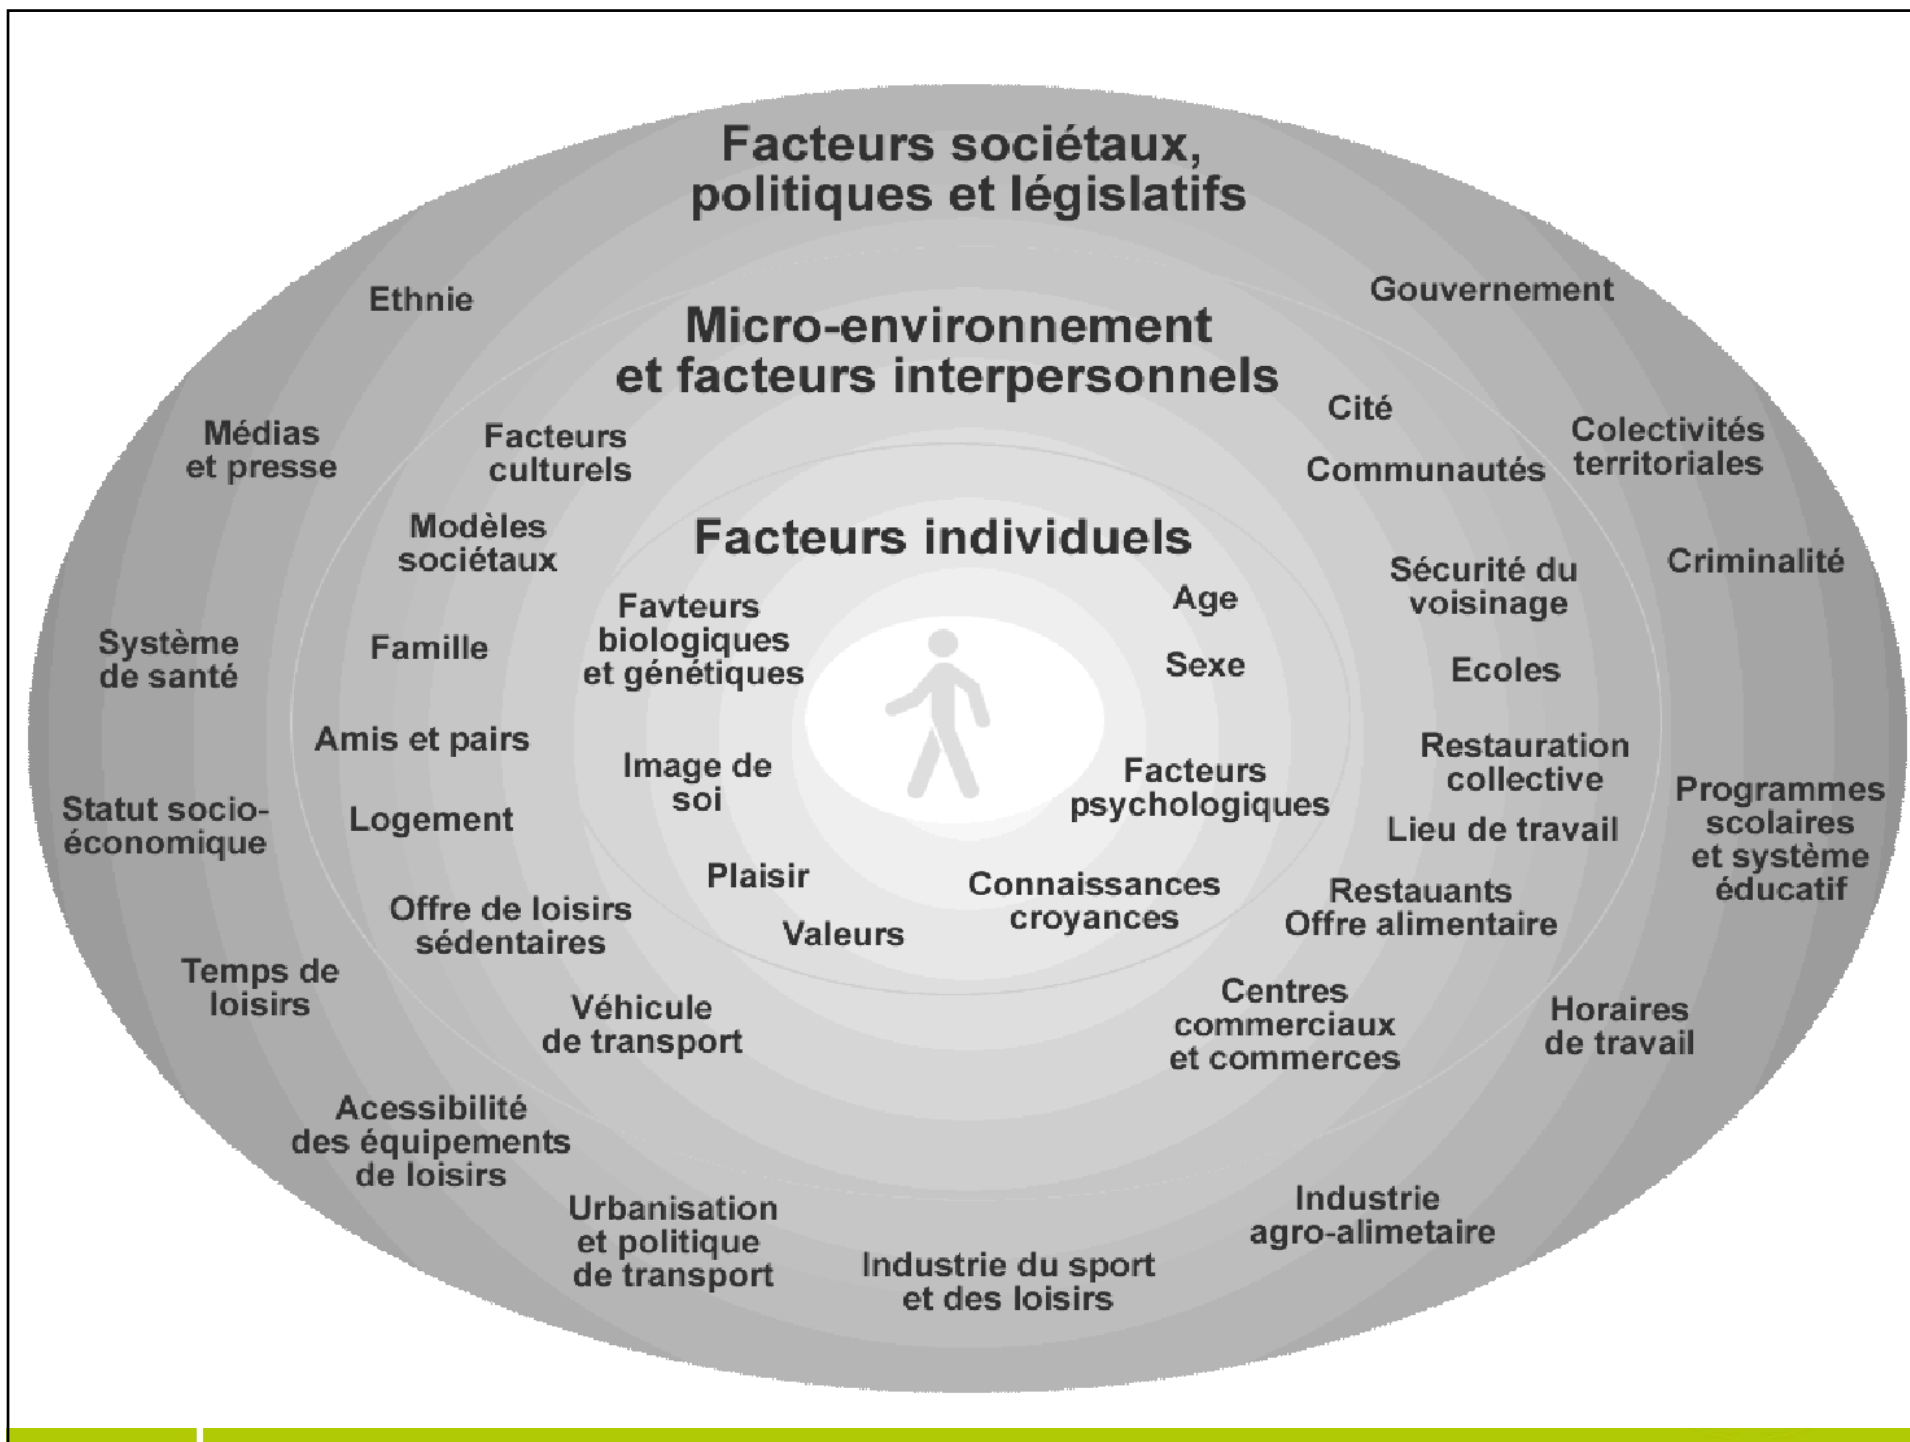 Facteurs sociétaux,
politiques et législatifs
Ethnie
Gouvernement
Micro-environnement
et facteurs interpersonnels
Médias
et presse
Facteurs
culturels
Cité
Communautés
Colectivités
territoriales
Modèles
sociétaux
Facteurs individuels
Sécurité du
voisinage
Criminalité
Système
de santé
Famille
Favteurs
biologiques
et génétiques
Age
Sexe
Ecoles
Amis et pairs
Image de
soi
Facteurs
psychologiques
Restauration
collective
Statut socio-
économique
Logement
Lieu de travail
Programmes
scolaires
et système
éducatif
Plaisir
Valeurs
Connaissances
croyances
Restauants
Offre alimentaire
Offre de loisirs
sédentaires
Temps de
loisirs
Véhicule
de transport
Centres
commerciaux
et commerces
Horaires
de travail
Acessibilité
des équipements
de loisirs
Urbanisation
et politique
de transport
Industrie du sport
et des loisirs
Industrie
agro-alimetaire